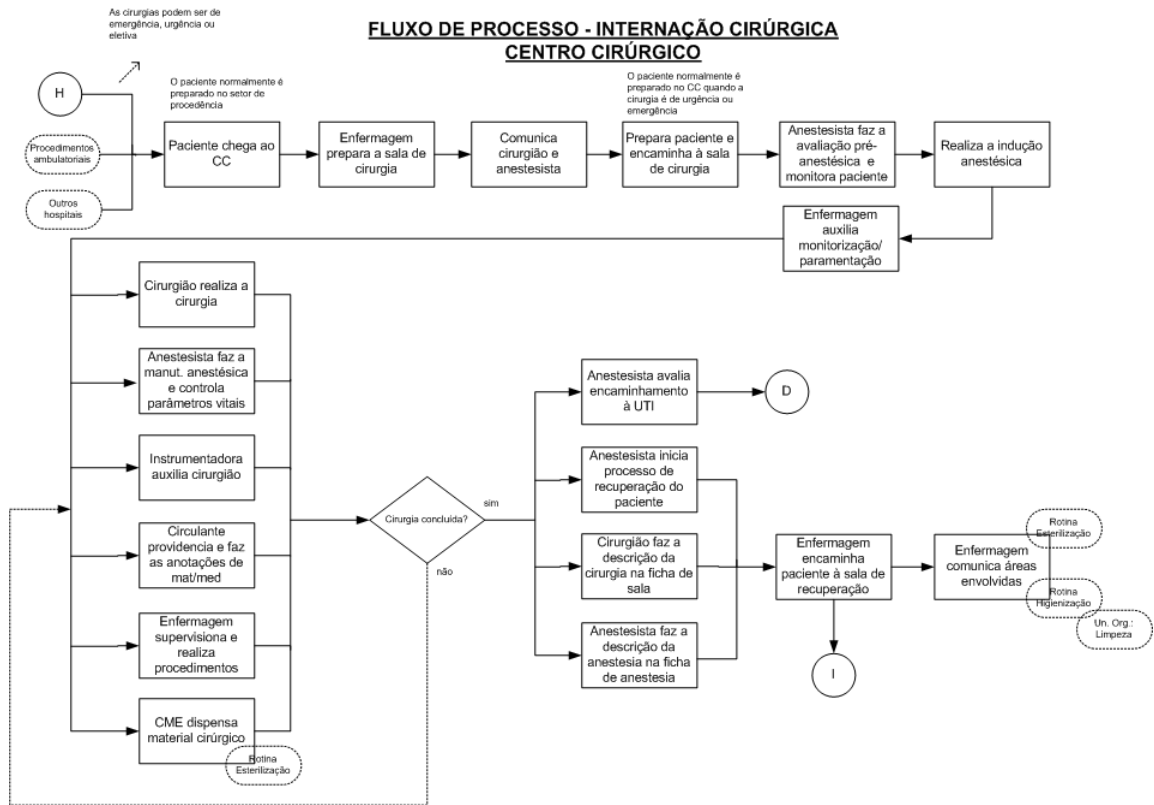 As cirurgias podem ser de
emergência, urgência ou
eletiva
FLUXO DE PROCESSO - INTERNAÇÃO CIRÚRGICA
CENTRO CIRÚRGICO
O paciente normalmente é
preparado no setor de
procedência
O paciente normalmente é
preparado no CC quando a
cirurgia é de urgência ou
emergência
H
Procedimentos
ambulatoriais
Outros
hospitais
Paciente chega ao
CC
Enfermagem
prepara a sala de
cirurgia
Comunica
cirurgião e
anestesista
Prepara paciente e
encaminha à sala
de cirurgia
Anestesista faz a
avaliação pré-
anestésica e
monitora paciente
Realiza a indução
anestésica
Enfermagem
auxilia
monitorização/
paramentação
Cirurgião realiza a
cirurgia
Anestesista faz a
manut. anestésica
e controla
parâmetros vitais
Instrumentadora
auxilia cirurgião
Circulante
providencia e faz
as anotações de
mat/med
Enfermagem
supervisiona e
realiza
procedimentos
CME dispensa
material cirúrgico
Rotina
Esterilização
Cirurgia concluída?
sim
não
Anestesista avalia
encaminhamento
à UTI
D
Anestesista inicia
processo de
recuperação do
paciente
Cirurgião faz a
descrição da
cirurgia na ficha de
sala
Anestesista faz a
descrição da
anestesia na ficha
de anestesia
Enfermagem
encaminha
paciente à sala de
recuperação
I
Enfermagem
comunica áreas
envolvidas
Rotina
Esterilização
Rotina
Higienização
Un. Org.:
Limpeza